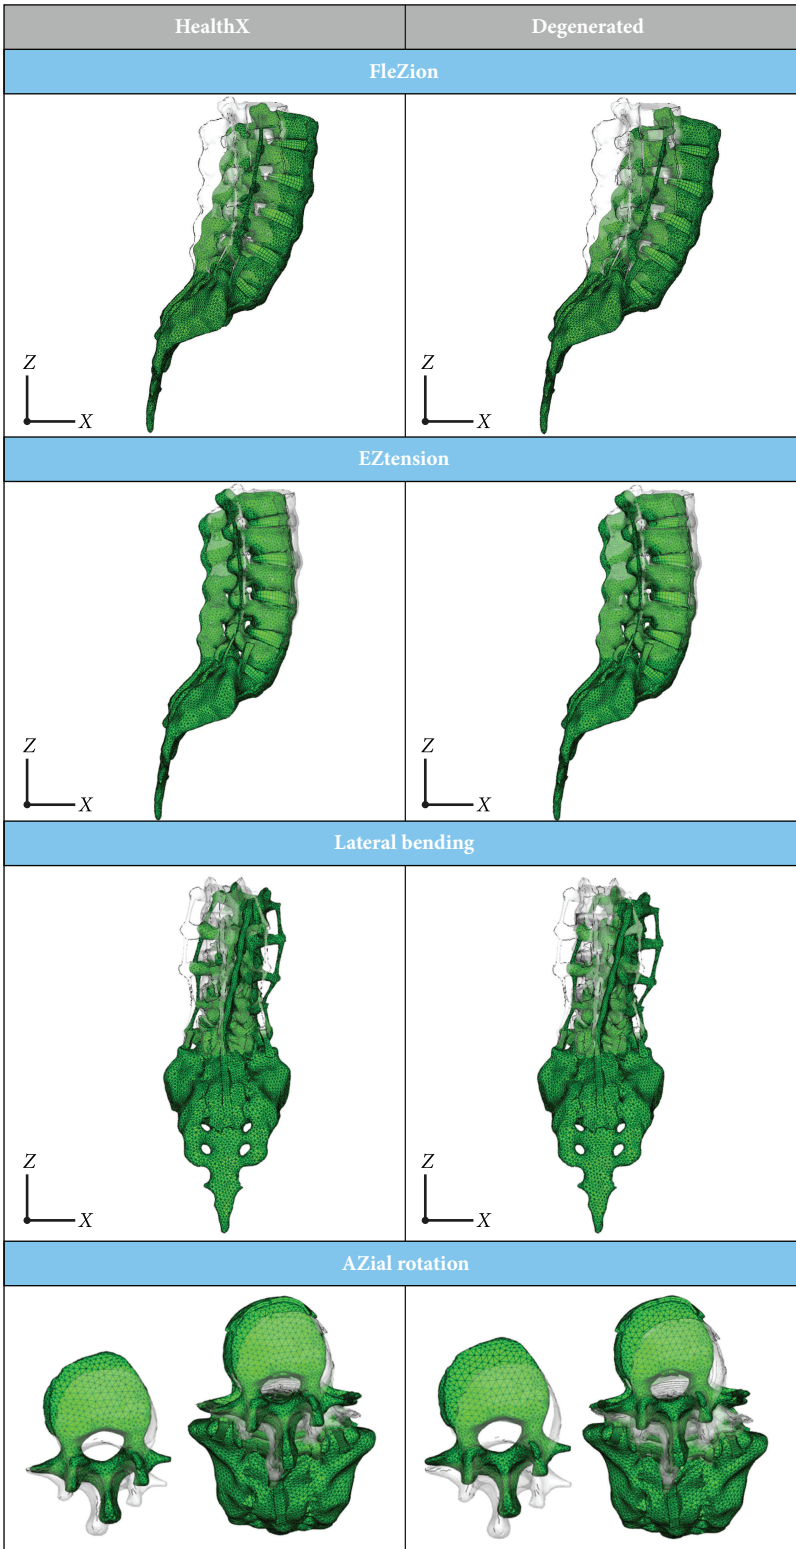 HealthX
Degenerated
FleZion
Z
X
Z
X
EZtension
Z
X
Z
X
Lateral bending
Z
X
Z
X
AZial rotation